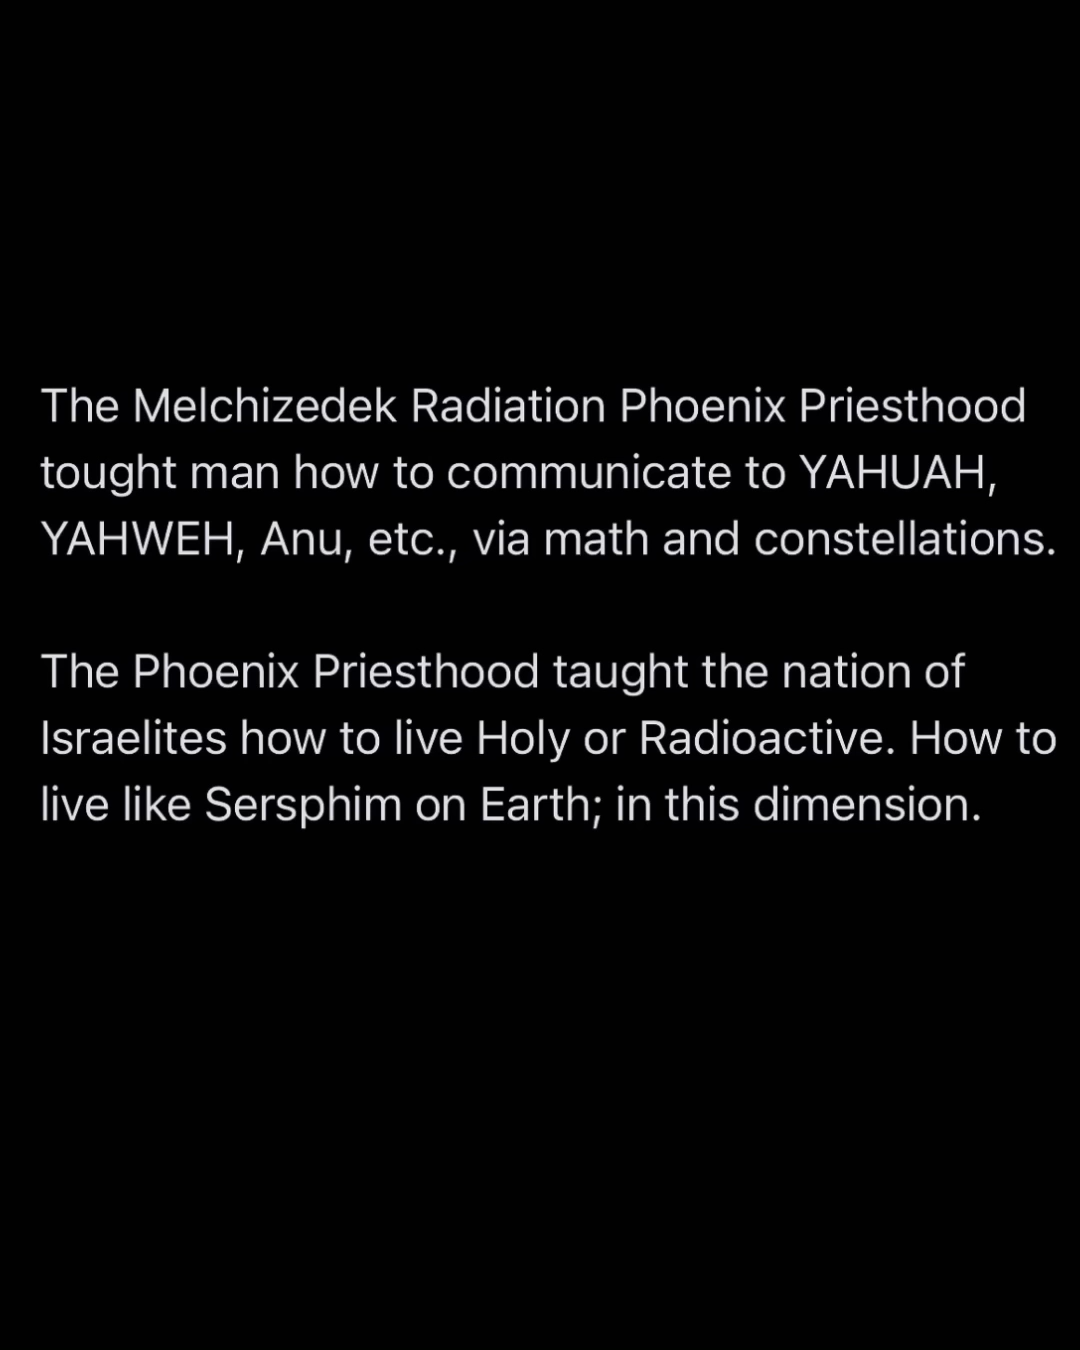 The Melchizedek Radiation Phoenix Priesthood
tought man how to communicate to YAHUAH,
YAHWEH, Anu, etc., via math and constellations.
The Phoenix Priesthood taught the nation of
Israelites how to live Holy or Radioactive. How to
live like Sersphim on Earth; in this dimension.